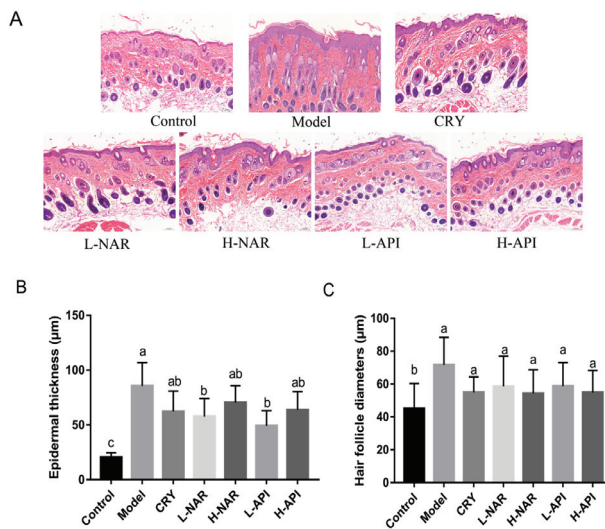 A
Control Model CRY
L-NAR H-NAR L-API H-API
B
Epidermal thickness (μm)
150
100
50
0
c a ab b ab b ab
Control Model CRY L-NAR H-NAR L-API H-API
C
Hair follicle diameters (μm)
100
80
60
40
20
0
b a a a a a a
Control Model CRY L-NAR H-NAR L-API H-API